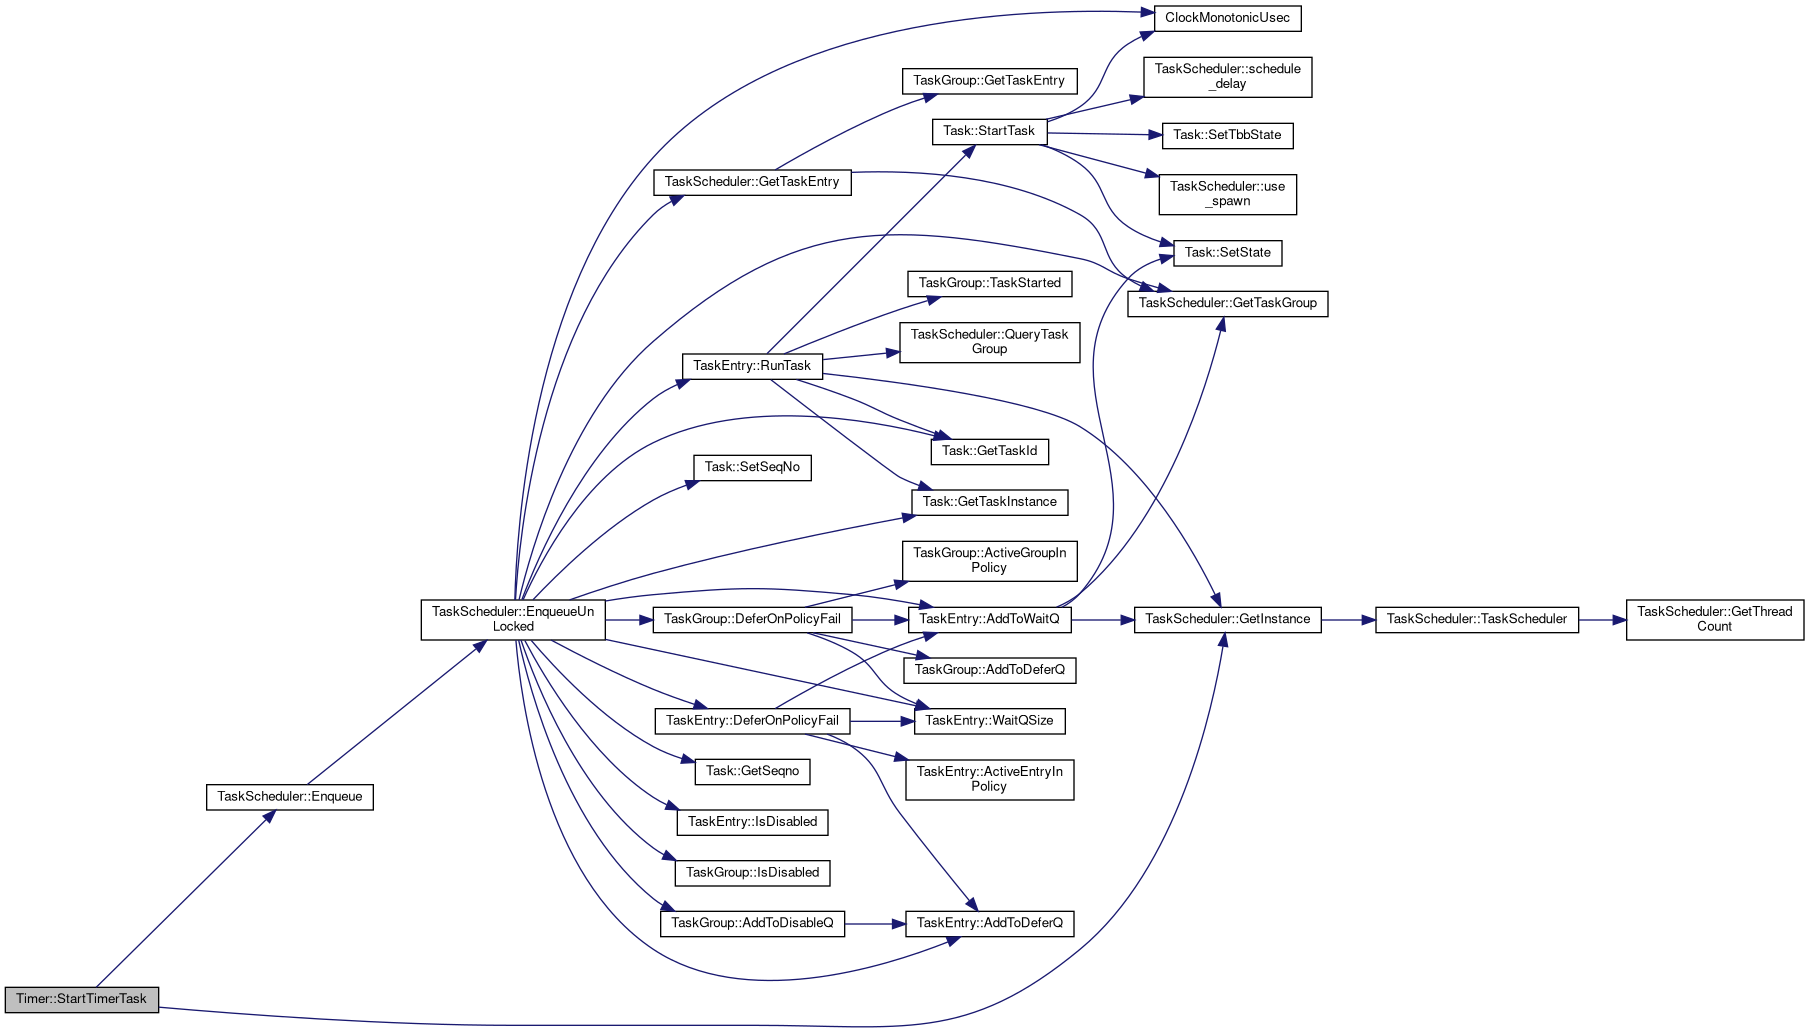 ClockMonotonicUsec
TaskScheduler::schedule
_delay
TaskGroup::GetTaskEntry
Task::StartTask
Task::SetTbbState
TaskScheduler::GetTaskEntry
TaskScheduler::use
_spawn
Task::SetState
TaskGroup::TaskStarted
TaskScheduler::GetTaskGroup
TaskScheduler::QueryTask
Group
TaskEntry::RunTask
Task::GetTaskId
Task::SetSeqNo
Task::GetTaskInstance
TaskGroup::ActiveGroupIn
Policy
TaskScheduler::EnqueueUn
Locked
TaskGroup::DeferOnPolicyFail
TaskEntry::AddToWaitQ
TaskScheduler::GetInstance
TaskScheduler::TaskScheduler
TaskScheduler::GetThread
Count
TaskGroup::AddToDeferQ
TaskEntry::DeferOnPolicyFail
TaskEntry::WaitQSize
Task::GetSeqno
TaskEntry::ActiveEntryIn
Policy
TaskScheduler::Enqueue
TaskEntry::IsDisabled
TaskGroup::IsDisabled
TaskGroup::AddToDisableQ
TaskEntry::AddToDeferQ
Timer::StartTimerTask